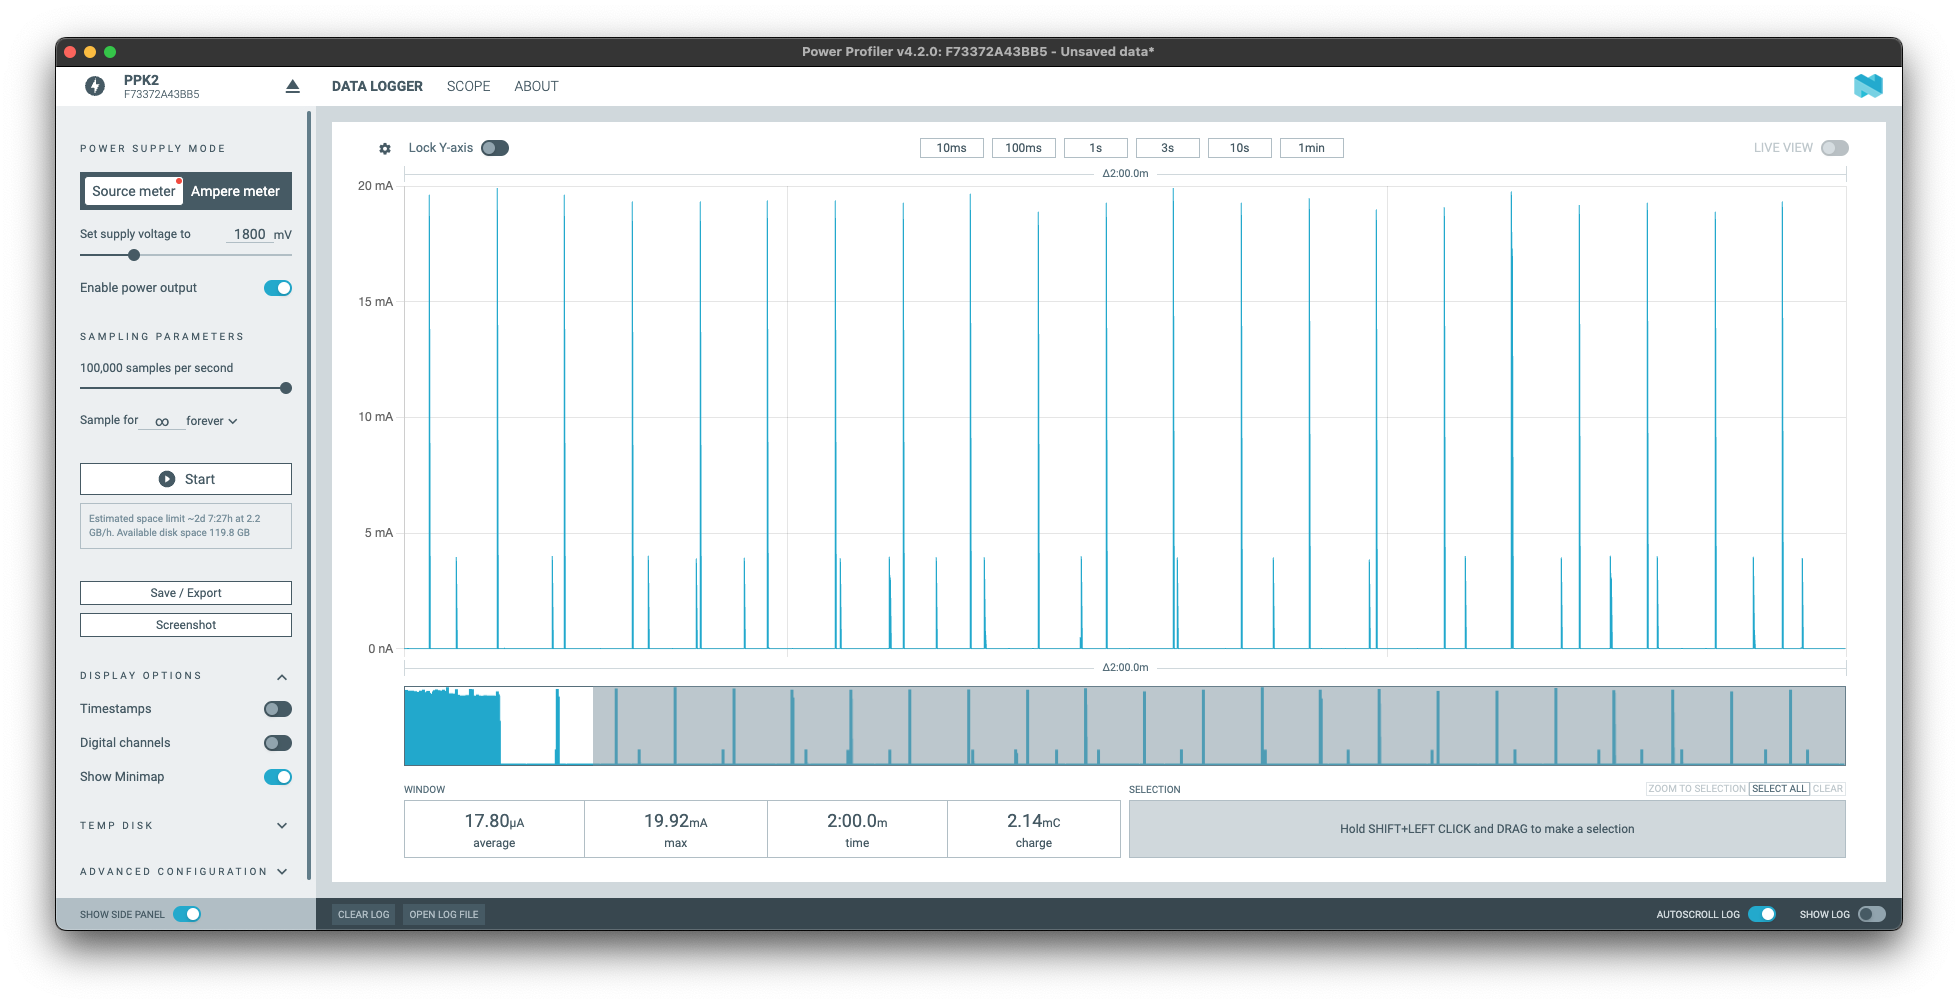 Power Profiler v4.2.0: F73372A43BB5 - Unsaved data*
PPK2
F73372A43BB5
DATA LOGGER SCOPE ABOUT
POWER SUPPLY MODE
Source meter Ampere meter
Set supply voltage to 1800 mV
Enable power output
SAMPLING PARAMETERS
100,000 samples per second
Sample for ∞ forever
Start
Estimated space limit ~2d 7:27h at 2.2
GB/h. Available disk space 119.8 GB
Save / Export
Screenshot
DISPLAY OPTIONS
Timestamps
Digital channels
Show Minimap
TEMP DISK
ADVANCED CONFIGURATION
SHOW SIDE PANEL
Lock Y-axis
10ms 100ms 1s 3s 10s 1min
LIVE VIEW
Δ2:00.0m
20 mA
15 mA
10 mA
5 mA
0 nA
Δ2:00.0m
WINDOW
17.80μA
average
19.92mA
max
2:00.0m
time
2.14mC
charge
SELECTION
ZOOM TO SELECTION SELECT ALL CLEAR
Hold SHIFT+LEFT CLICK and DRAG to make a selection
CLEAR LOG OPEN LOG FILE
AUTOSCROLL LOG SHOW LOG